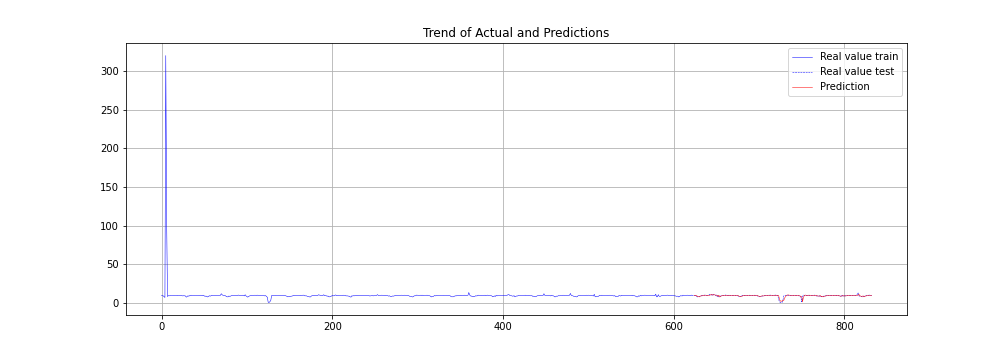 Trend of Actual and Predictions
Real value train
Real value test
Prediction
300
250
200
150
100
50
0
0 200 400 600 800